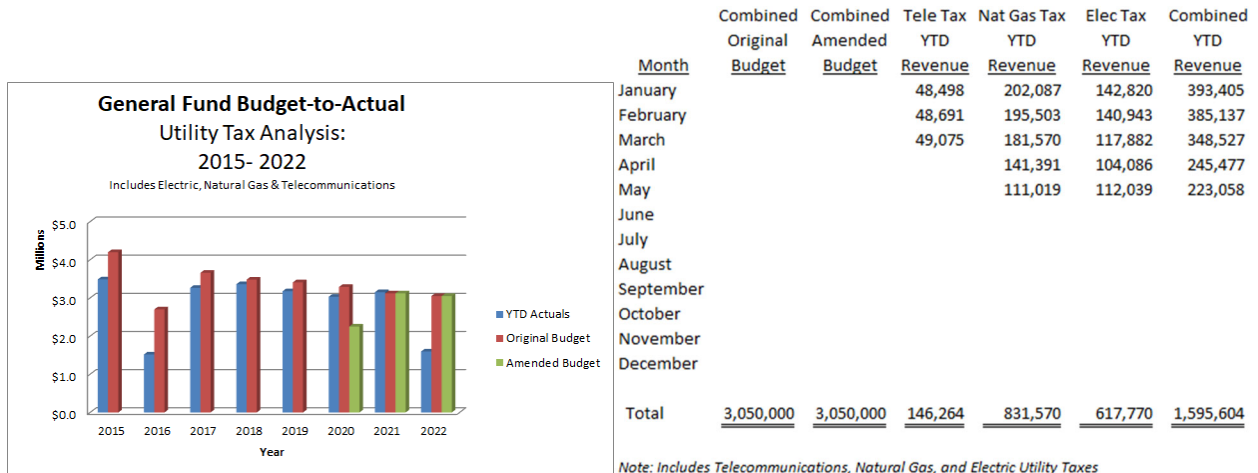 General Fund Budget-to-Actual
Utility Tax Analysis:
2015- 2022
Includes Electric, Natural Gas & Telecommunications
Millions
$5.0
$4.0
$3.0
$2.0
$1.0
$0.0
2015 2016 2017 2018 2019 2020 2021 2022
Year
YTD Actuals
Original Budget
Amended Budget
Combined Combined Tele Tax Nat Gas Tax Elec Tax Combined
Original Amended YTD YTD YTD YTD
Month Budget Budget Revenue Revenue Revenue Revenue
January 48,498 202,087 142,820 393,405
February 48,691 195,503 140,943 385,137
March 49,075 181,570 117,882 348,527
April 141,391 104,086 245,477
May 111,019 112,039 223,058
June
July
August
September
October
November
December
Total 3,050,000 3,050,000 146,264 831,570 617,770 1,595,604
Note: Includes Telecommunications, Natural Gas, and Electric Utility Taxes